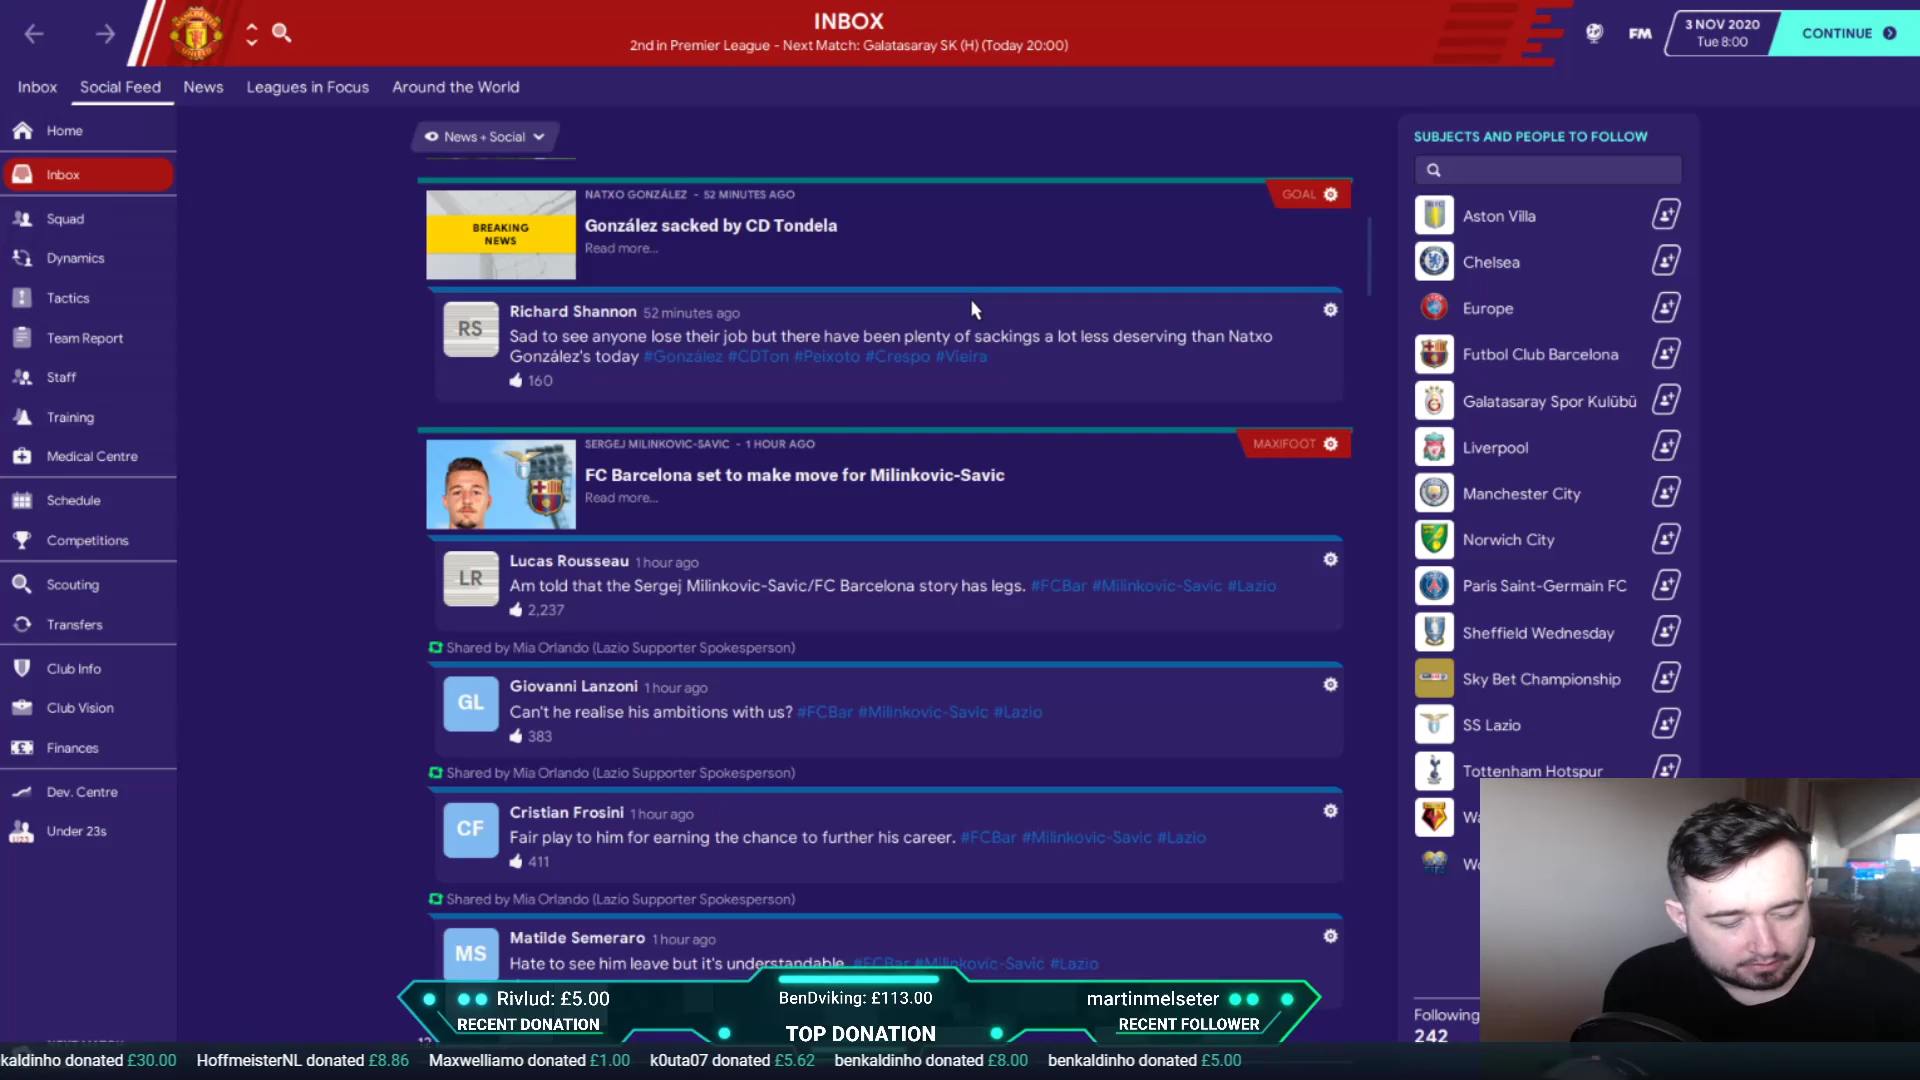 INBOX
2nd in Premier League - Next Match: Galatasaray SK (H) (Today 20:00)
FM
3 NOV 2020
Tue 8:00
CONTINUE
Inbox
Social Feed
News
Leagues in Focus
Around the World
Home
Inbox
Squad
Dynamics
Tactics
Team Report
Staff
Training
Medical Centre
Schedule
Competitions
Scouting
Transfers
Club Info
Club Vision
Finances
Dev. Centre
Under 23s
News + Social
BREAKING
NEWS
NATXO GONZÁLEZ - 52 MINUTES AGO
GOAL
González sacked by CD Tondela
Read more...
RS
Richard Shannon 52 minutes ago
Sad to see anyone lose their job but there have been plenty of sackings a lot less deserving than Natxo
González's today #González #CDTon #Peixoto #Crespo #Vieira
160
SERGEJ MILINKOVIC-SAVIC - 1 HOUR AGO
MAXIFOOT
FC Barcelona set to make move for Milinkovic-Savic
Read more...
LR
Lucas Rousseau 1 hour ago
Am told that the Sergej Milinkovic-Savic/FC Barcelona story has legs. #FCBar #Milinkovic-Savic #Lazio
2,237
Shared by Mia Orlando (Lazio Supporter Spokesperson)
GL
Giovanni Lanzoni 1 hour ago
Can't he realise his ambitions with us? #FCBar #Milinkovic-Savic #Lazio
383
Shared by Mia Orlando (Lazio Supporter Spokesperson)
CF
Cristian Frosini 1 hour ago
Fair play to him for earning the chance to further his career. #FCBar #Milinkovic-Savic #Lazio
411
Shared by Mia Orlando (Lazio Supporter Spokesperson)
MS
Matilde Semeraro 1 hour ago
Hate to see him leave but it's understandable. #FCBar #Milinkovic-Savic #Lazio
SUBJECTS AND PEOPLE TO FOLLOW
Aston Villa
Chelsea
Europe
Futbol Club Barcelona
Galatasaray Spor Kulübü
Liverpool
Manchester City
Norwich City
Paris Saint-Germain FC
Sheffield Wednesday
Sky Bet Championship
SS Lazio
Tottenham Hotspur
Following
242
Rivlud: £5.00
RECENT DONATION
BenDviking: £113.00
TOP DONATION
martinmelseter
RECENT FOLLOWER
kaldinho donated £30.00
HoffmeisterNL donated £8.86
Maxwelliamo donated £1.00
k0uta07 donated £5.62
benkaldinho donated £8.00
benkaldinho donated £5.00